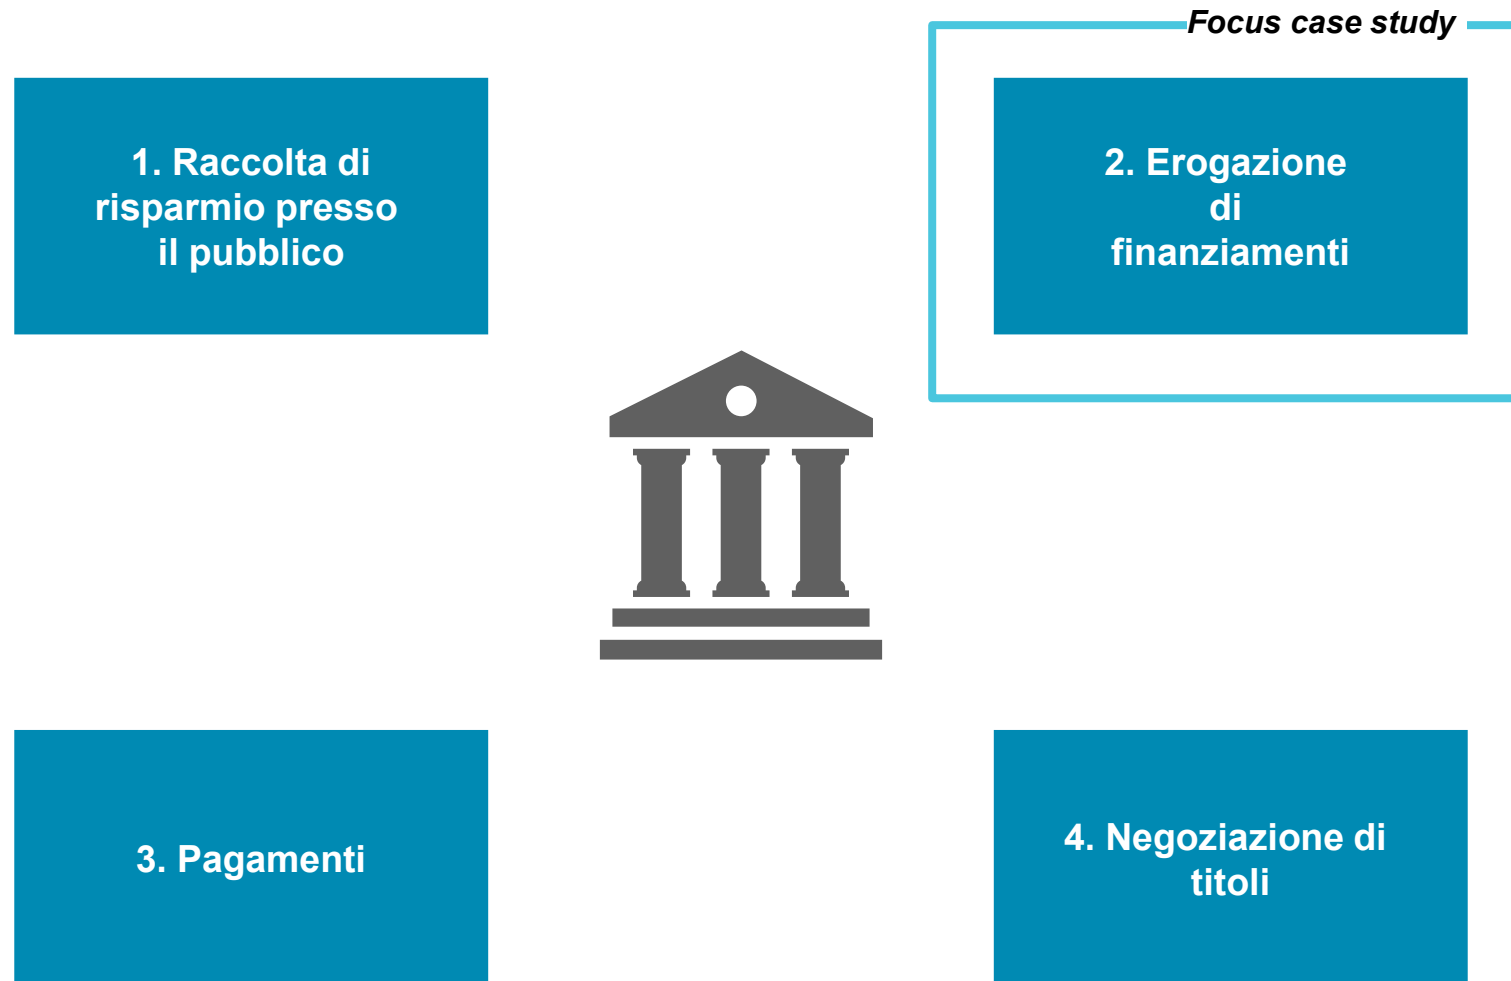 Focus case study
1. Raccolta di
risparmio presso
il pubblico
2. Erogazione
di
finanziamenti
3. Pagamenti
4. Negoziazione di
titoli